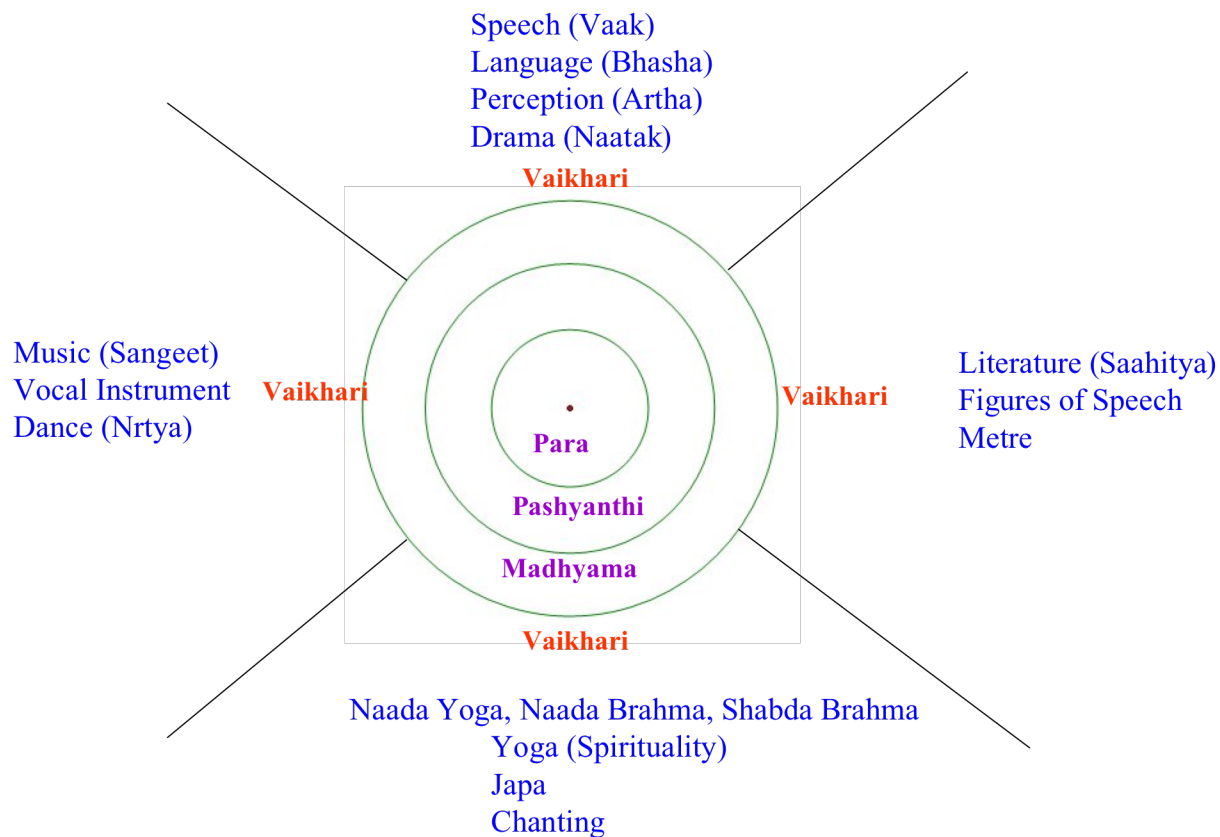 Speech (Vaak)
Language (Bhasha)
Perception (Artha)
Drama (Naatak)
Vaikhari
Music (Sangeet)
Vocal Instrument
Dance (Nrtya)
Vaikhari
Vaikhari
Literature (Saahitya)
Figures of Speech
Metre
Para
Pashyanthi
Madhyama
Vaikhari
Naada Yoga, Naada Brahma, Shabda Brahma
Yoga (Spirituality)
Japa
Chanting